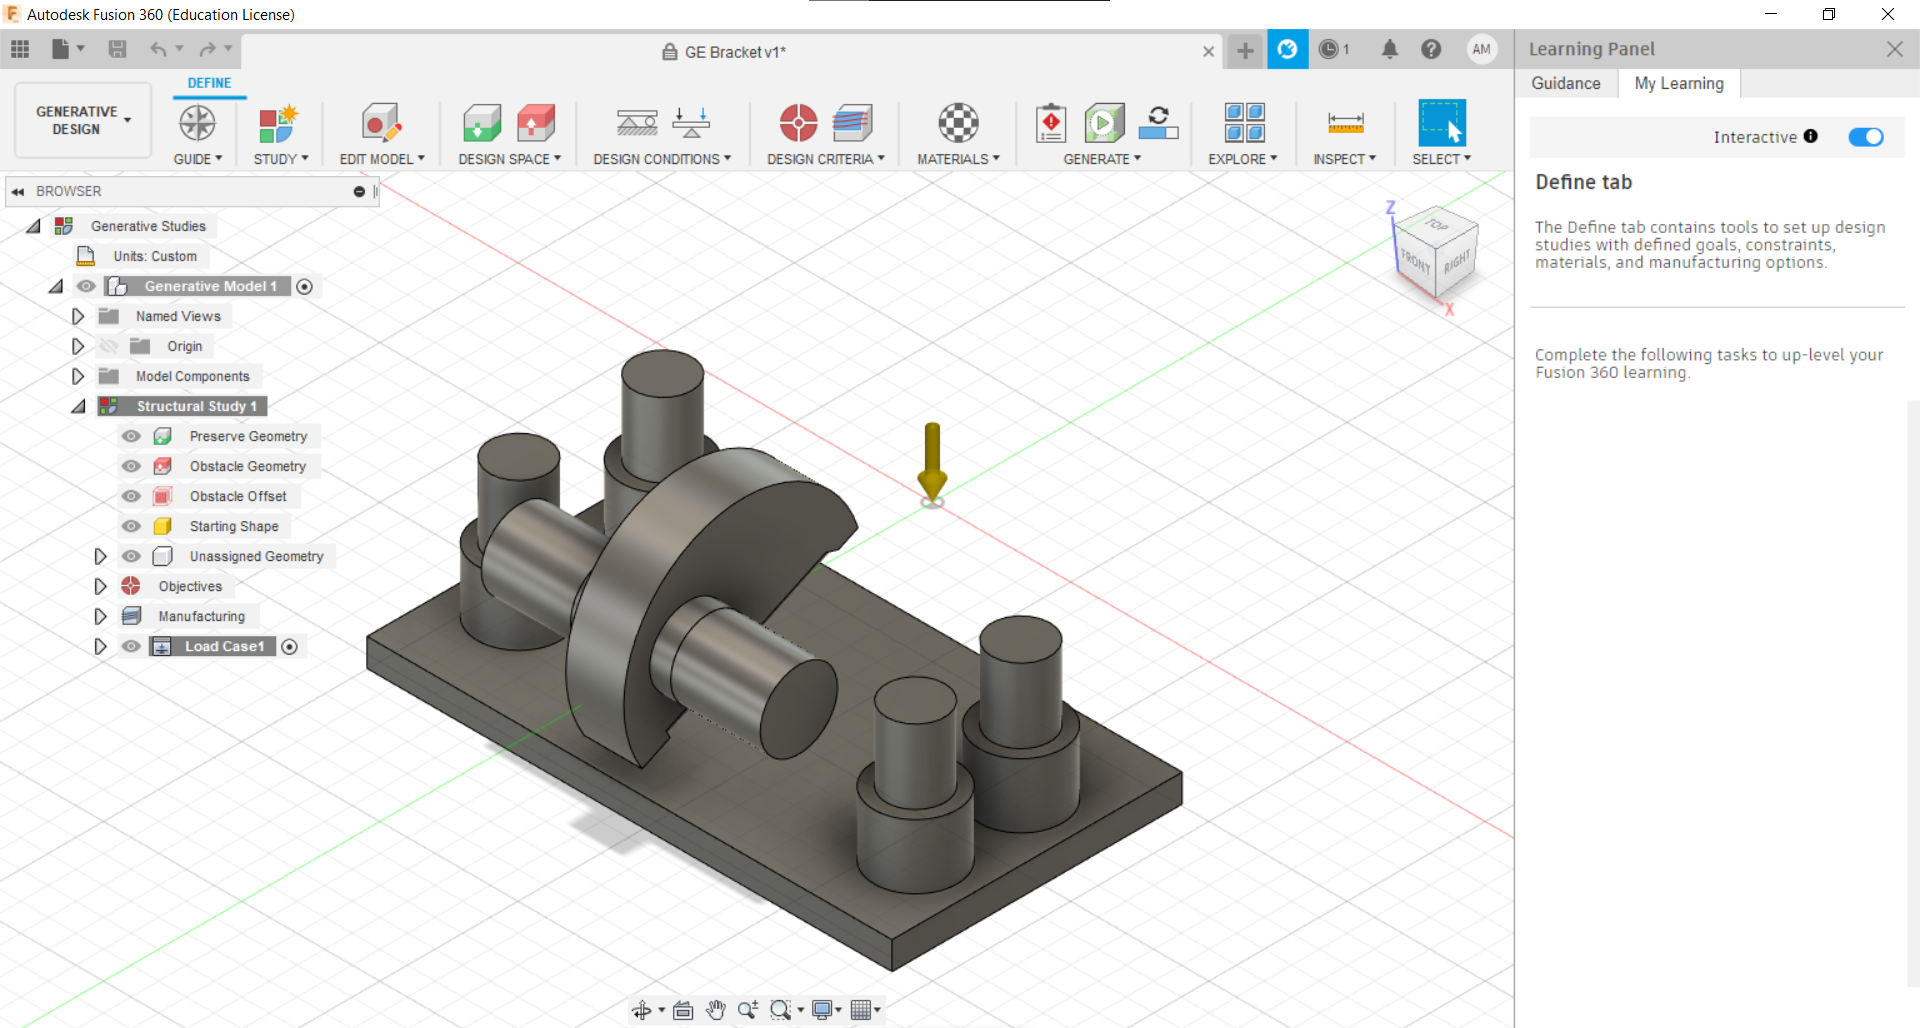 Autodesk Fusion 360 (Education License)
GE Bracket v1*
1
AM
DEFINE
GENERATIVE
DESIGN
GUIDE
STUDY
EDIT MODEL
DESIGN SPACE
DESIGN CONDITIONS
DESIGN CRITERIA
MATERIALS
GENERATE
EXPLORE
INSPECT
SELECT
BROWSER
Generative Studies
Units: Custom
Generative Model 1
Named Views
Origin
Model Components
Structural Study 1
Preserve Geometry
Obstacle Geometry
Obstacle Offset
Starting Shape
Unassigned Geometry
Objectives
Manufacturing
Load Case1
Z
TOP
FRONT
RIGHT
X
Learning Panel
Guidance
My Learning
Interactive
Define tab
The Define tab contains tools to set up design
studies with defined goals, constraints,
materials, and manufacturing options.
Complete the following tasks to up-level your
Fusion 360 learning.